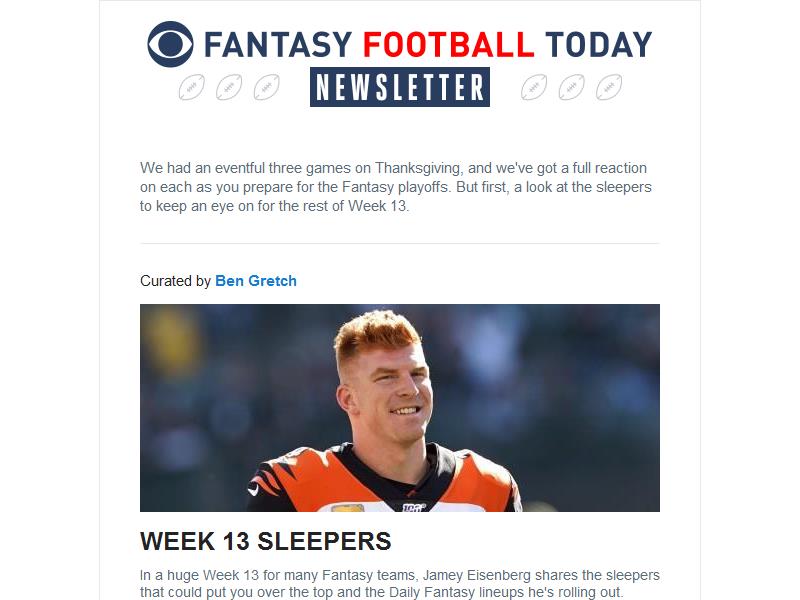 FANTASY FOOTBALL TODAY
NEWSLETTER
We had an eventful three games on Thanksgiving, and we've got a full reaction
on each as you prepare for the Fantasy playoffs. But first, a look at the sleepers
to keep an eye on for the rest of Week 13.
Curated by Ben Gretch
WEEK 13 SLEEPERS
In a huge Week 13 for many Fantasy teams, Jamey Eisenberg shares the sleepers
that could put you over the top and the Daily Fantasy lineups he's rolling out.